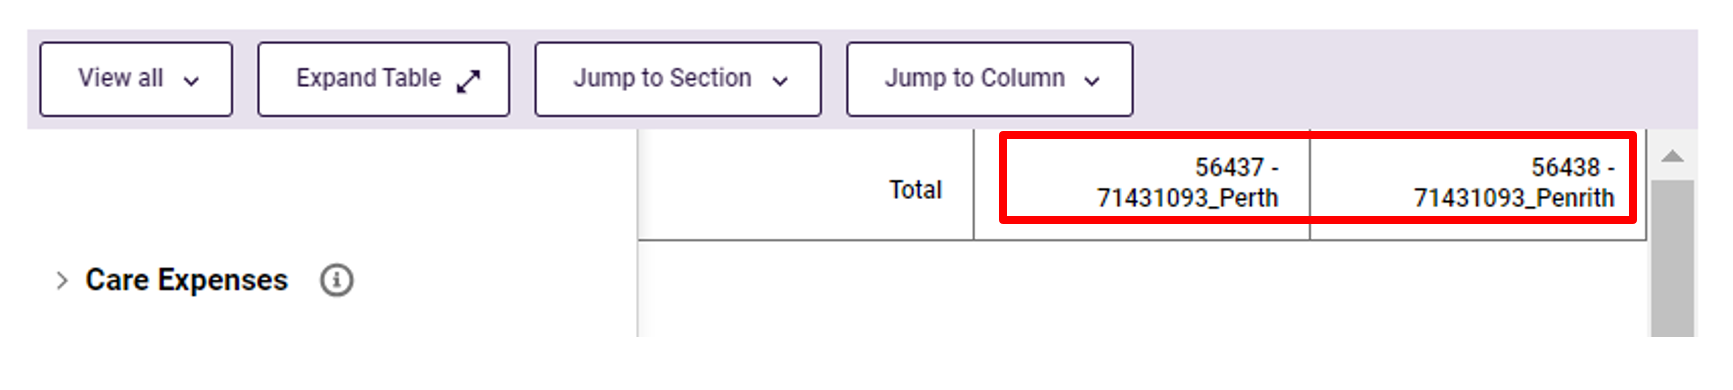 View all
Expand Table
Jump to Section
Jump to Column
Total
56437 -
71431093_Perth
56438 -
71431093_Penrith
Care Expenses